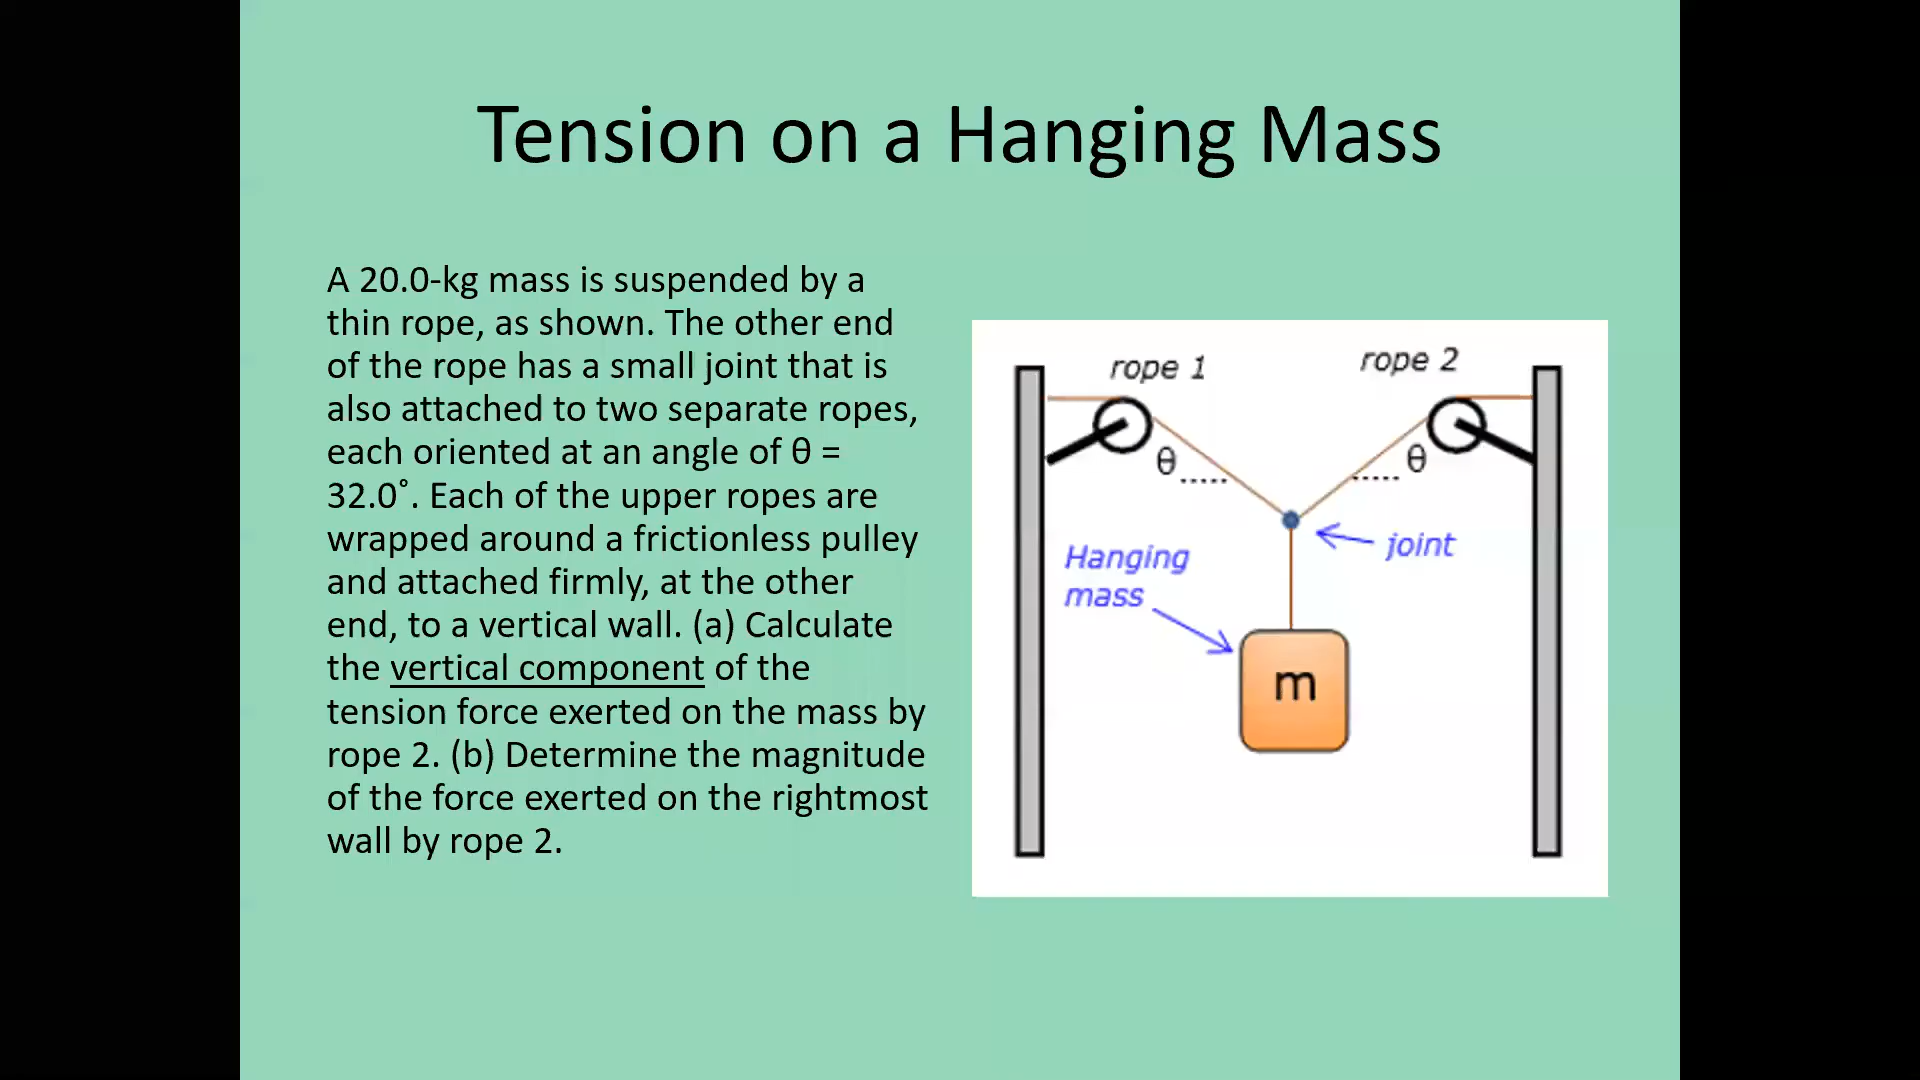 Tension on a Hanging Mass
A 20.0-kg mass is suspended by a
thin rope, as shown. The other end
of the rope has a small joint that is
also attached to two separate ropes,
each oriented at an angle of θ =
32.0˚. Each of the upper ropes are
wrapped around a frictionless pulley
and attached firmly, at the other
end, to a vertical wall. (a) Calculate
the vertical component of the
tension force exerted on the mass by
rope 2. (b) Determine the magnitude
of the force exerted on the rightmost
wall by rope 2.
rope 1
rope 2
θ
θ
joint
Hanging
mass
m